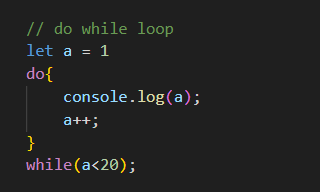 // do while loop
let a = 1
do{
    console.log(a);
    a++;
}
while(a<20);